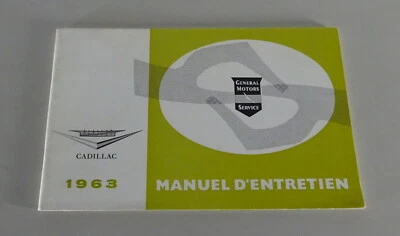 GENERAL
MOTORS
SERVICE
CADILLAC
1963
MANUEL D'ENTRETIEN